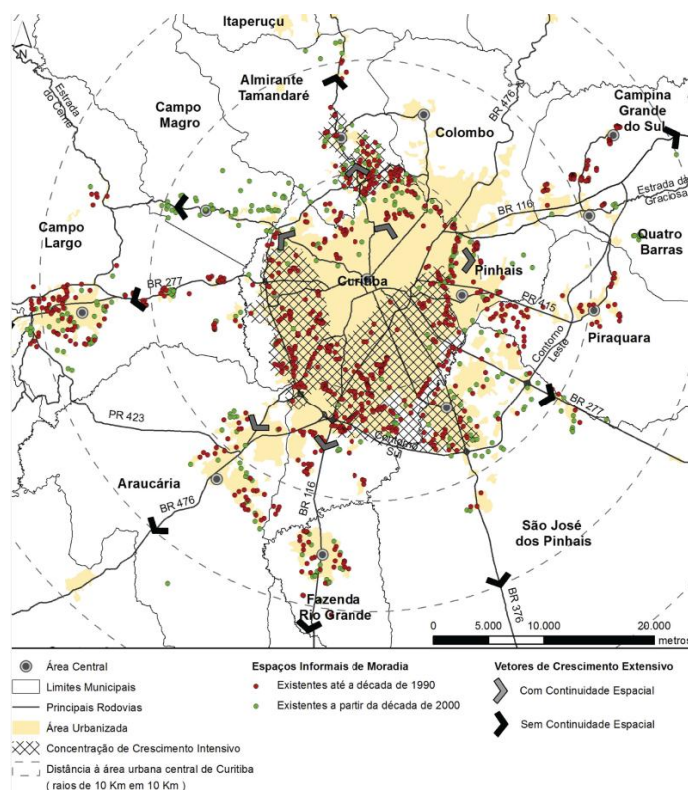 Itaperuçu
N
Estrada
do Cerne
Almirante
Tamandaré
Campo
Magro
Colombo
BR 476
Campina
Grande
do Sul
Estrada da
Graciosa
BR 116
Campo
Largo
BR 277
Curitiba
Pinhais
Quatro
Barras
PR 415
Piraquara
Contorno
Leste
BR 277
PR 423
Contorno
Sul
Araucária
BR 476
BR 116
São José
dos Pinhais
Fazenda
Rio Grande
BR 376
0 5.000 10.000 20.000
metros
Área Central
Limites Municipais
Principais Rodovias
Área Urbanizada
Concentração de Crescimento Intensivo
Distância à área urbana central de Curitiba
( raios de 10 Km em 10 Km )
Espaços Informais de Moradia
Existentes até a década de 1990
Existentes a partir da década de 2000
Vetores de Crescimento Extensivo
Com Continuidade Espacial
Sem Continuidade Espacial